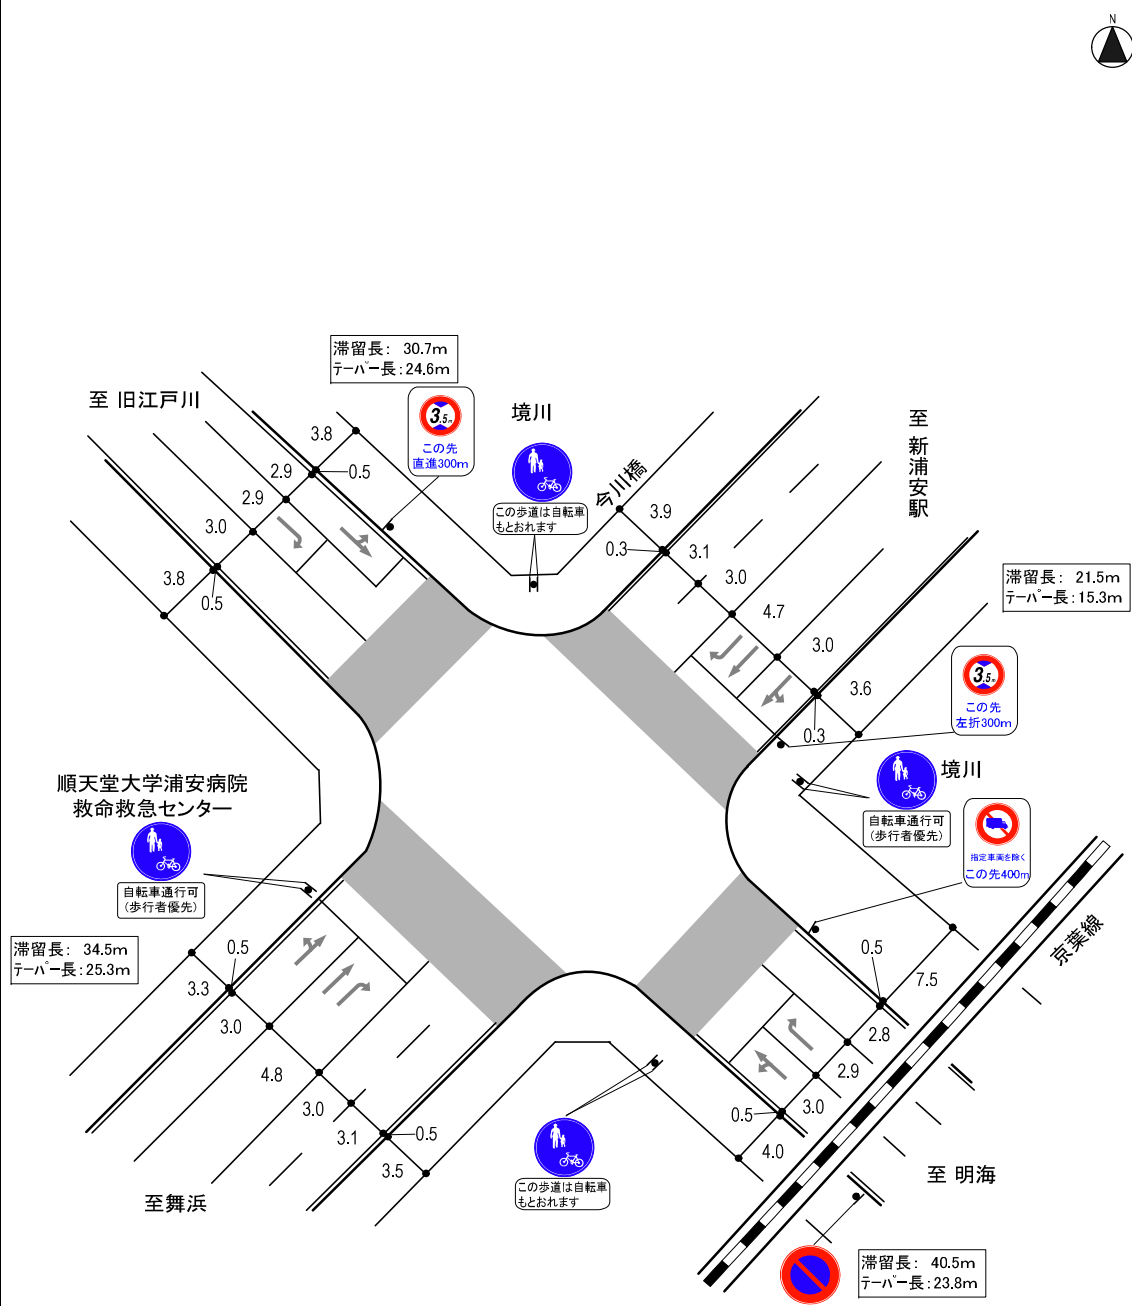 N
滞留長: 30.7m
テーパー長:24.6m
至 旧江戸川
3.5m
この先
直進300m
境川
この歩道は自転車
もとおれます
今川橋
至 新浦安駅
3.8
0.5
2.9
2.9
3.0
3.8
0.5
3.9
0.3
3.1
3.0
4.7
3.0
3.6
0.3
滞留長: 21.5m
テーパー長:15.3m
3.5m
この先
左折300m
境川
自転車通行可
(歩行者優先)
指定車両を除く
この先400m
京葉線
順天堂大学浦安病院
救命救急センター
自転車通行可
(歩行者優先)
滞留長: 34.5m
テーパー長:25.3m
0.5
3.3
3.0
4.8
3.0
3.1
0.5
3.5
至舞浜
0.5
7.5
2.8
2.9
3.0
0.5
4.0
この歩道は自転車
もとおれます
至 明海
滞留長: 40.5m
テーパー長:23.8m